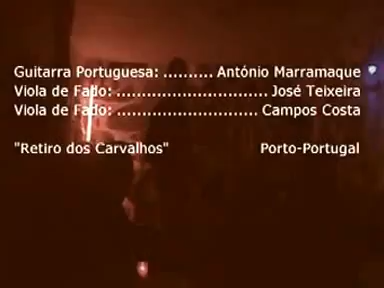 Guitarra Portuguesa: .......... António Marramaque
Viola de Fado: .............................. José Teixeira
Viola de Fado: ............................ Campos Costa
"Retiro dos Carvalhos" Porto-Portugal